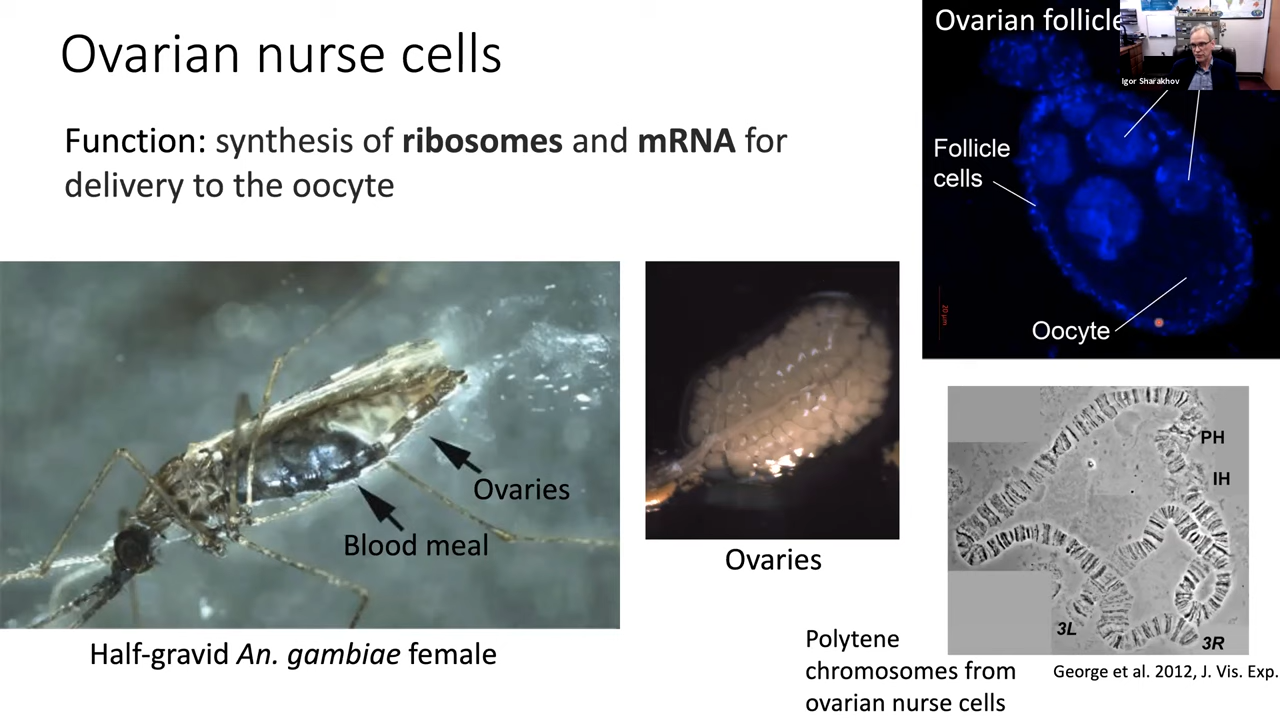 Ovarian nurse cells
Function: synthesis of ribosomes and mRNA for
delivery to the oocyte
Ovarian follicle
Igor Sharakhov
Follicle
cells
Oocyte
20 µm
Ovaries
Blood meal
Half-gravid An. gambiae female
Ovaries
PH
IH
3L
3R
Polytene
chromosomes from
ovarian nurse cells
George et al. 2012, J. Vis. Exp.